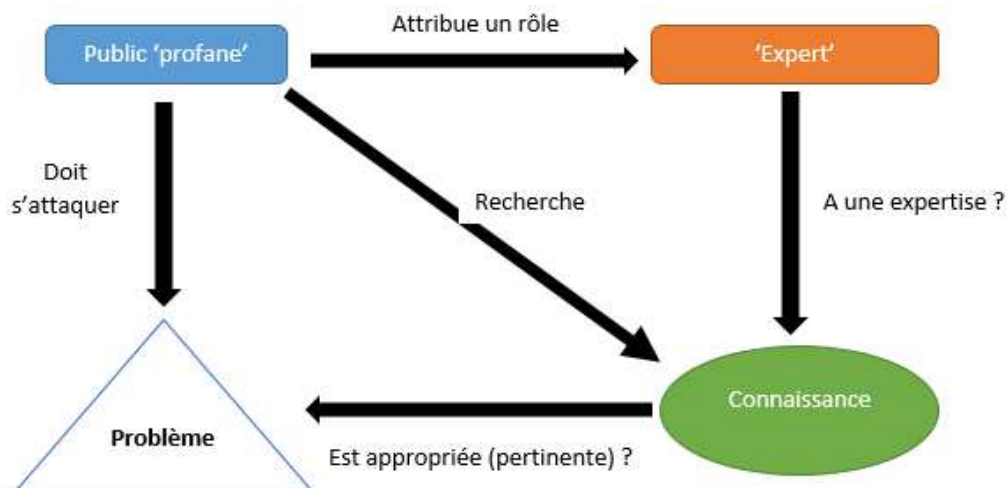 Attribue un rôle
Public ‘profane’
‘Expert’
Doit
s’attaquer
Recherche
A une expertise ?
Connaissance
Problème
Est appropriée (pertinente) ?